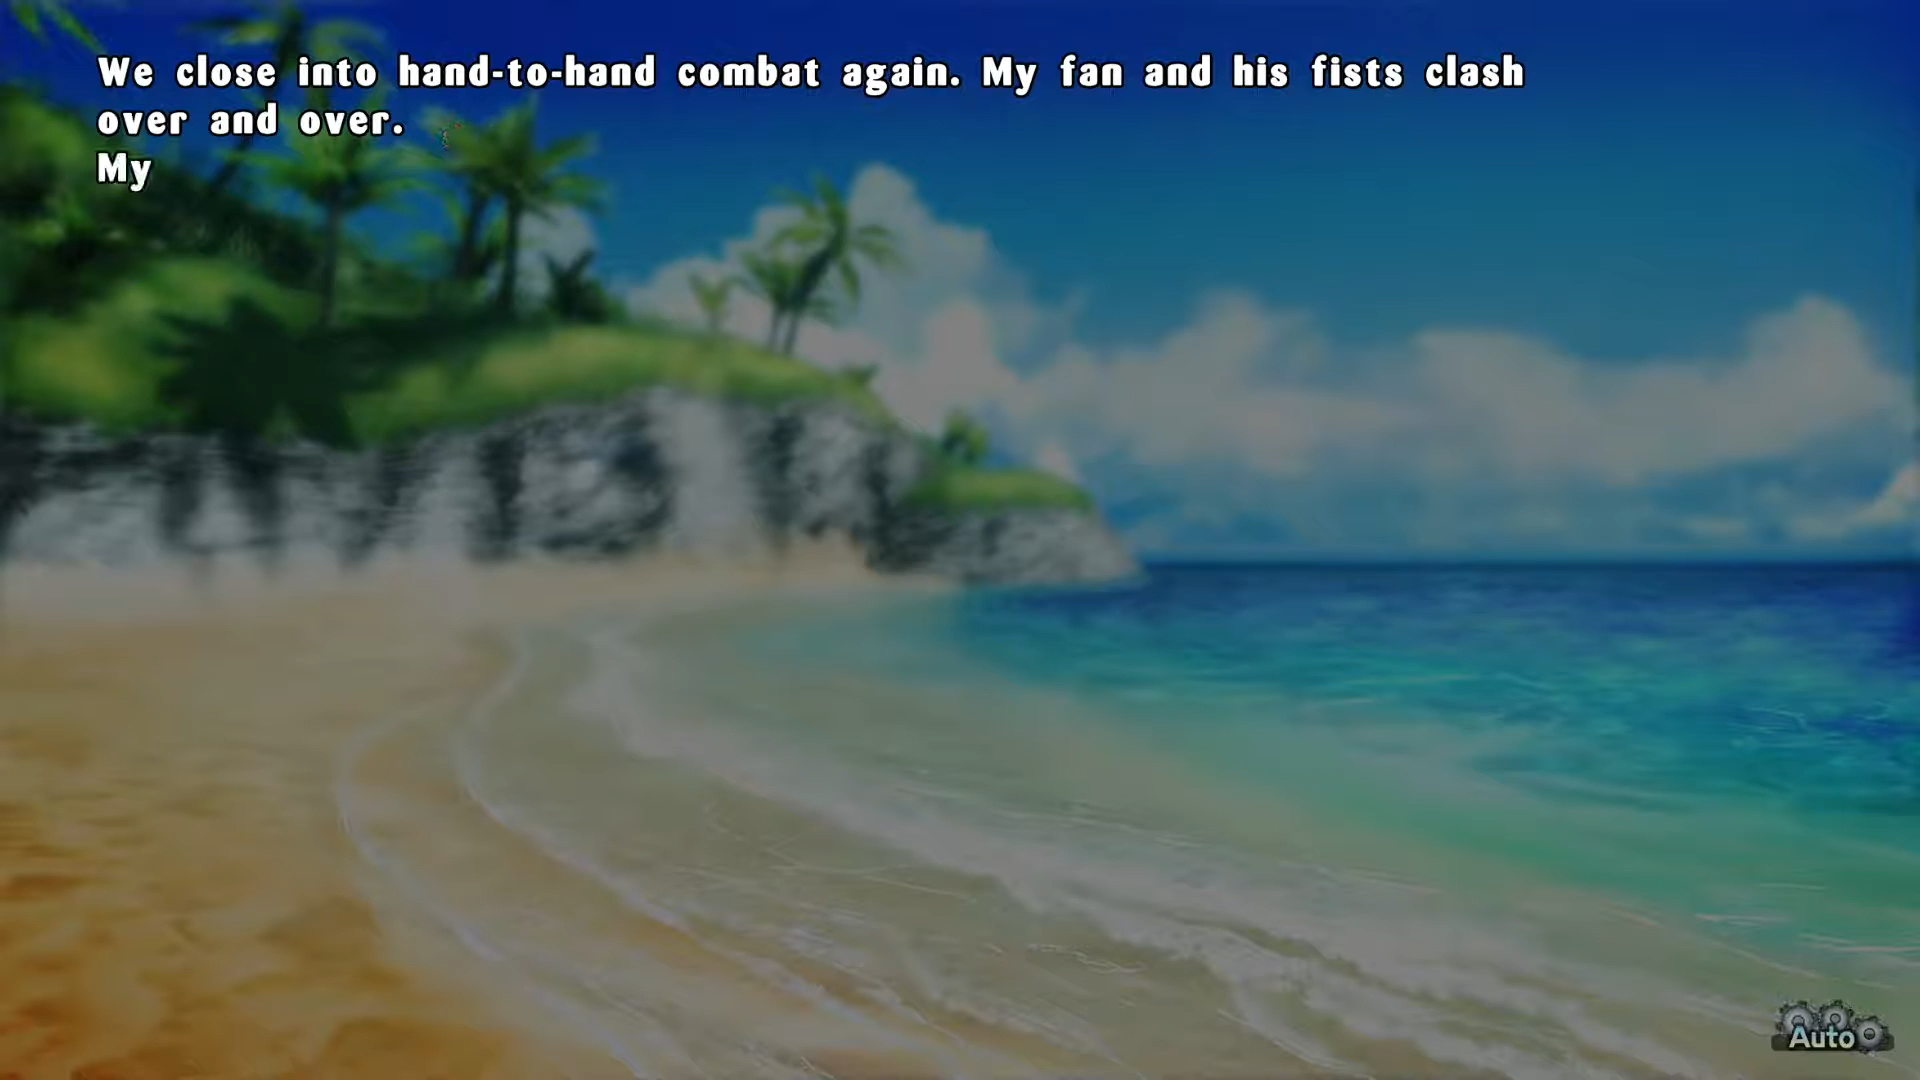 We close into hand-to-hand combat again. My fan and his fists clash
over and over.
My
Auto